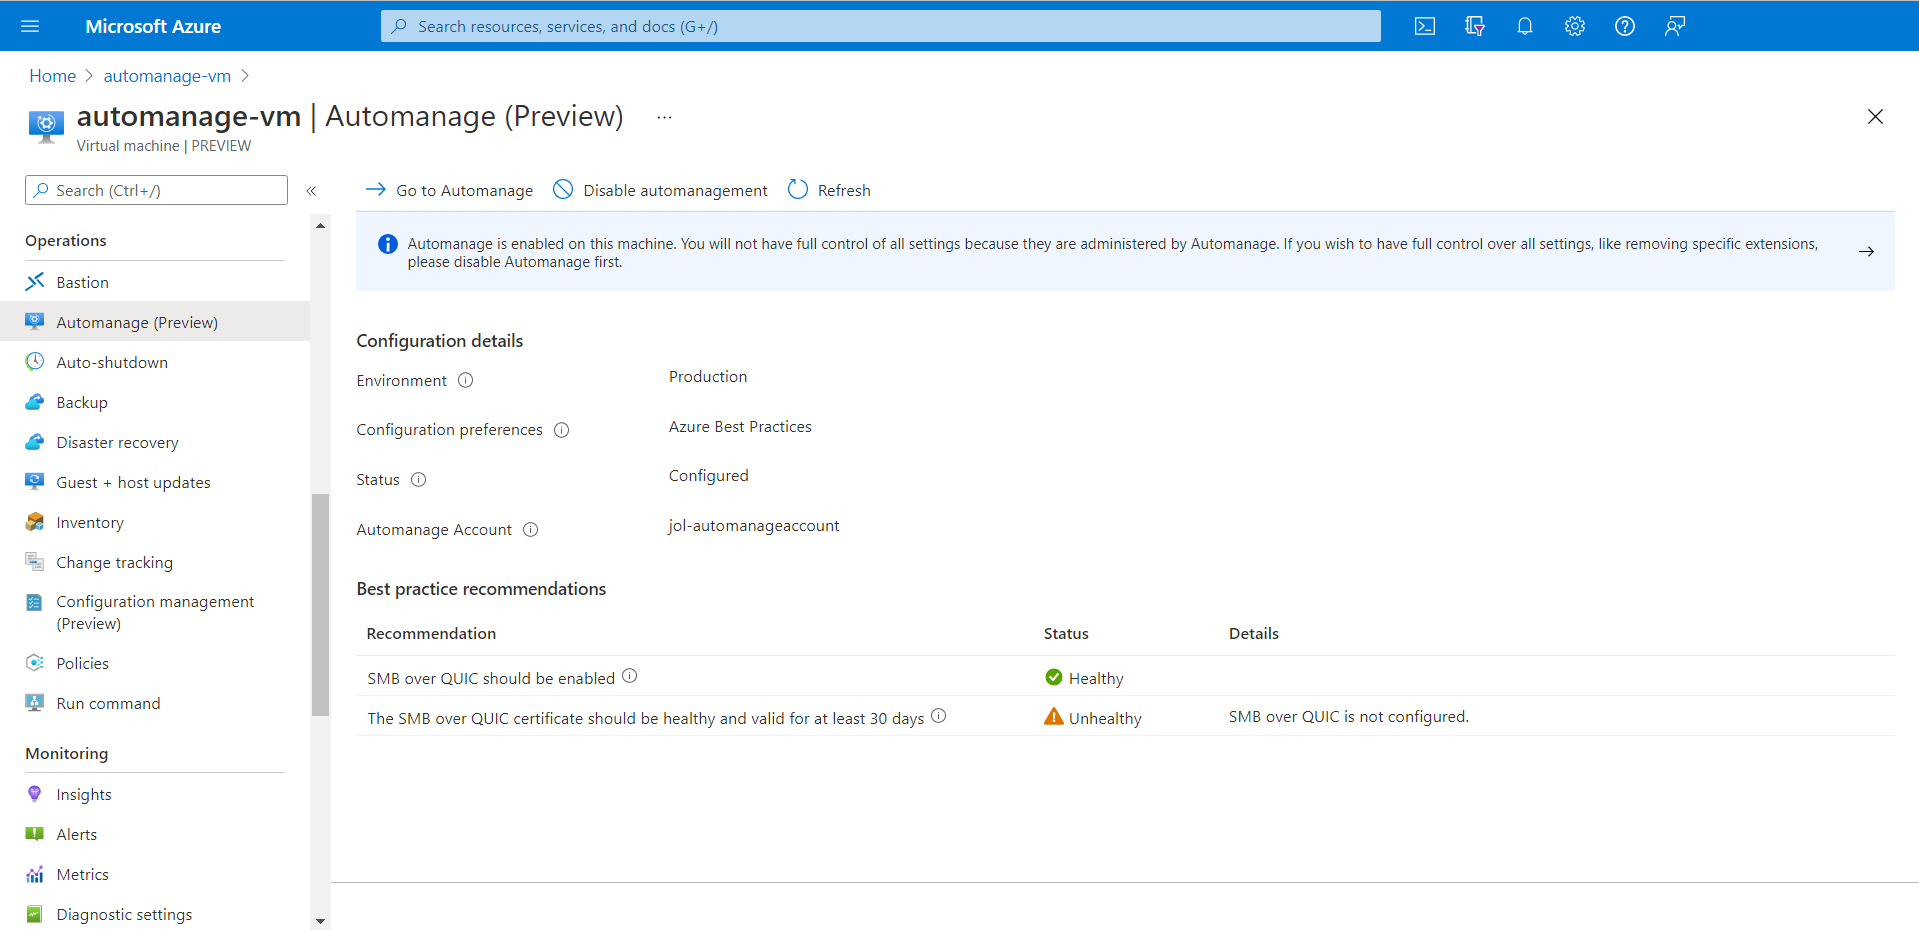 Microsoft Azure
Search resources, services, and docs (G+/)
Home > automanage-vm >
automanage-vm | Automanage (Preview) ...
Virtual machine | PREVIEW
Search (Ctrl+/)
«
Operations
Bastion
Automanage (Preview)
Auto-shutdown
Backup
Disaster recovery
Guest + host updates
Inventory
Change tracking
Configuration management
(Preview)
Policies
Run command
Monitoring
Insights
Alerts
Metrics
Diagnostic settings
Go to Automanage
Disable automanagement
Refresh
Automanage is enabled on this machine. You will not have full control of all settings because they are administered by Automanage. If you wish to have full control over all settings, like removing specific extensions,
please disable Automanage first.
Configuration details
Environment
Production
Configuration preferences
Azure Best Practices
Status
Configured
Automanage Account
jol-automanageaccount
Best practice recommendations
Recommendation
Status
Details
SMB over QUIC should be enabled
Healthy
The SMB over QUIC certificate should be healthy and valid for at least 30 days
Unhealthy
SMB over QUIC is not configured.